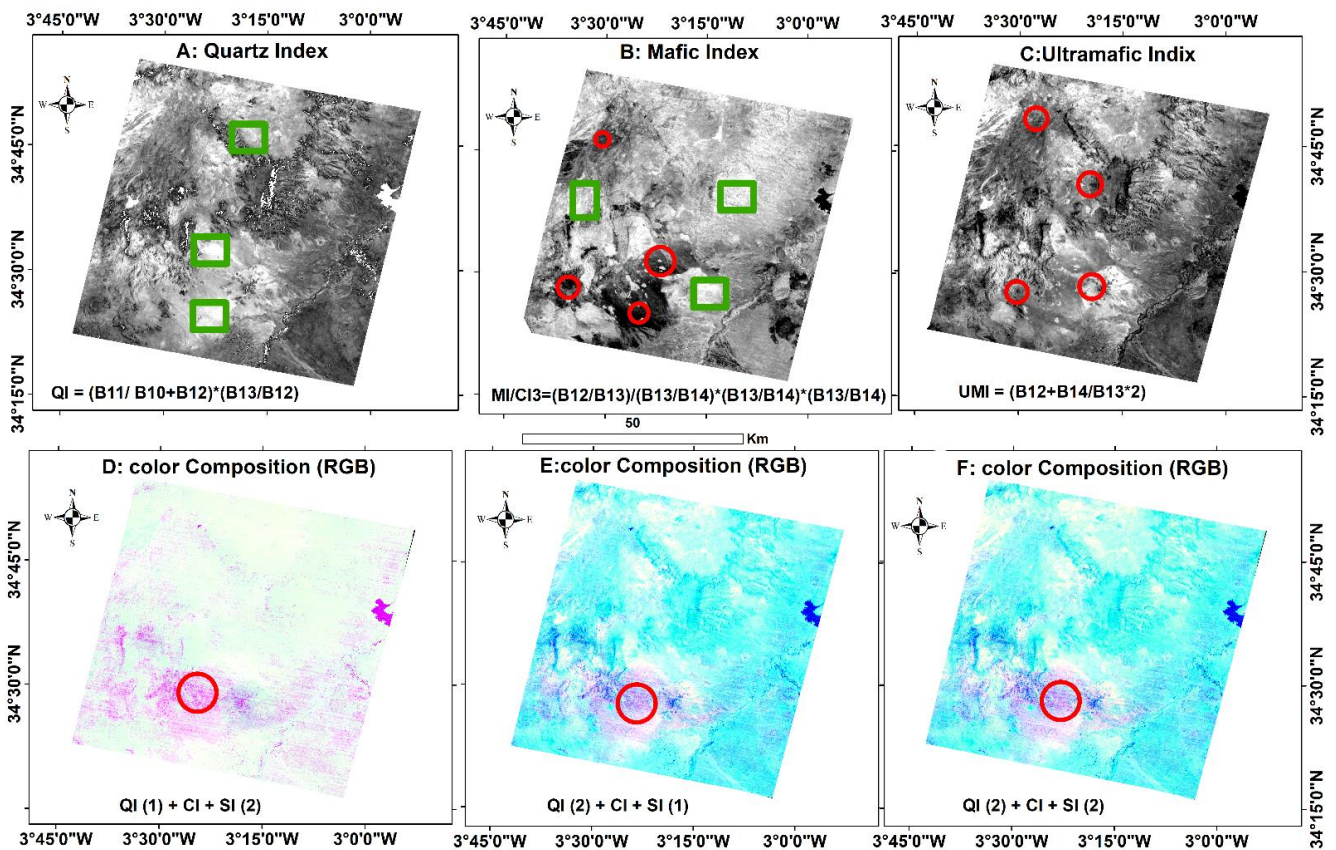 3°45'0"W 3°30'0"W 3°15'0"W 3°0'0"W 3°30'0"W 3°15'0"W 3°0'0"W 3°30'0"W 3°15'0"W 3°0'0"W
A: Quartz Index
B: Mafic Index
C:Ultramafic Indix
N
W E
S
N
W E
S
N
W E
S
34°45'0"N
34°30'0"N
34°15'0"N
34°45'0"N
34°30'0"N
34°15'0"N
QI = (B11/ B10+B12)*(B13/B12)
MI/CI3=(B12/B13)/(B13/B14)*(B13/B14)*(B13/B14)
UMI = (B12+B14/B13*2)
50
Km
D: color Composition (RGB)
E:color Composition (RGB)
F: color Composition (RGB)
N
W E
S
N
W E
S
N
W E
S
34°45'0"N
34°30'0"N
34°45'0"N
34°30'0"N
34°15'0"N
QI (1) + CI + SI (2)
QI (2) + CI + SI (1)
QI (2) + CI + SI (2)
3°45'0"W 3°30'0"W 3°15'0"W 3°0'0"W 3°45'0"W 3°30'0"W 3°15'0"W 3°0'0"W 3°45'0"W 3°30'0"W 3°15'0"W 3°0'0"W